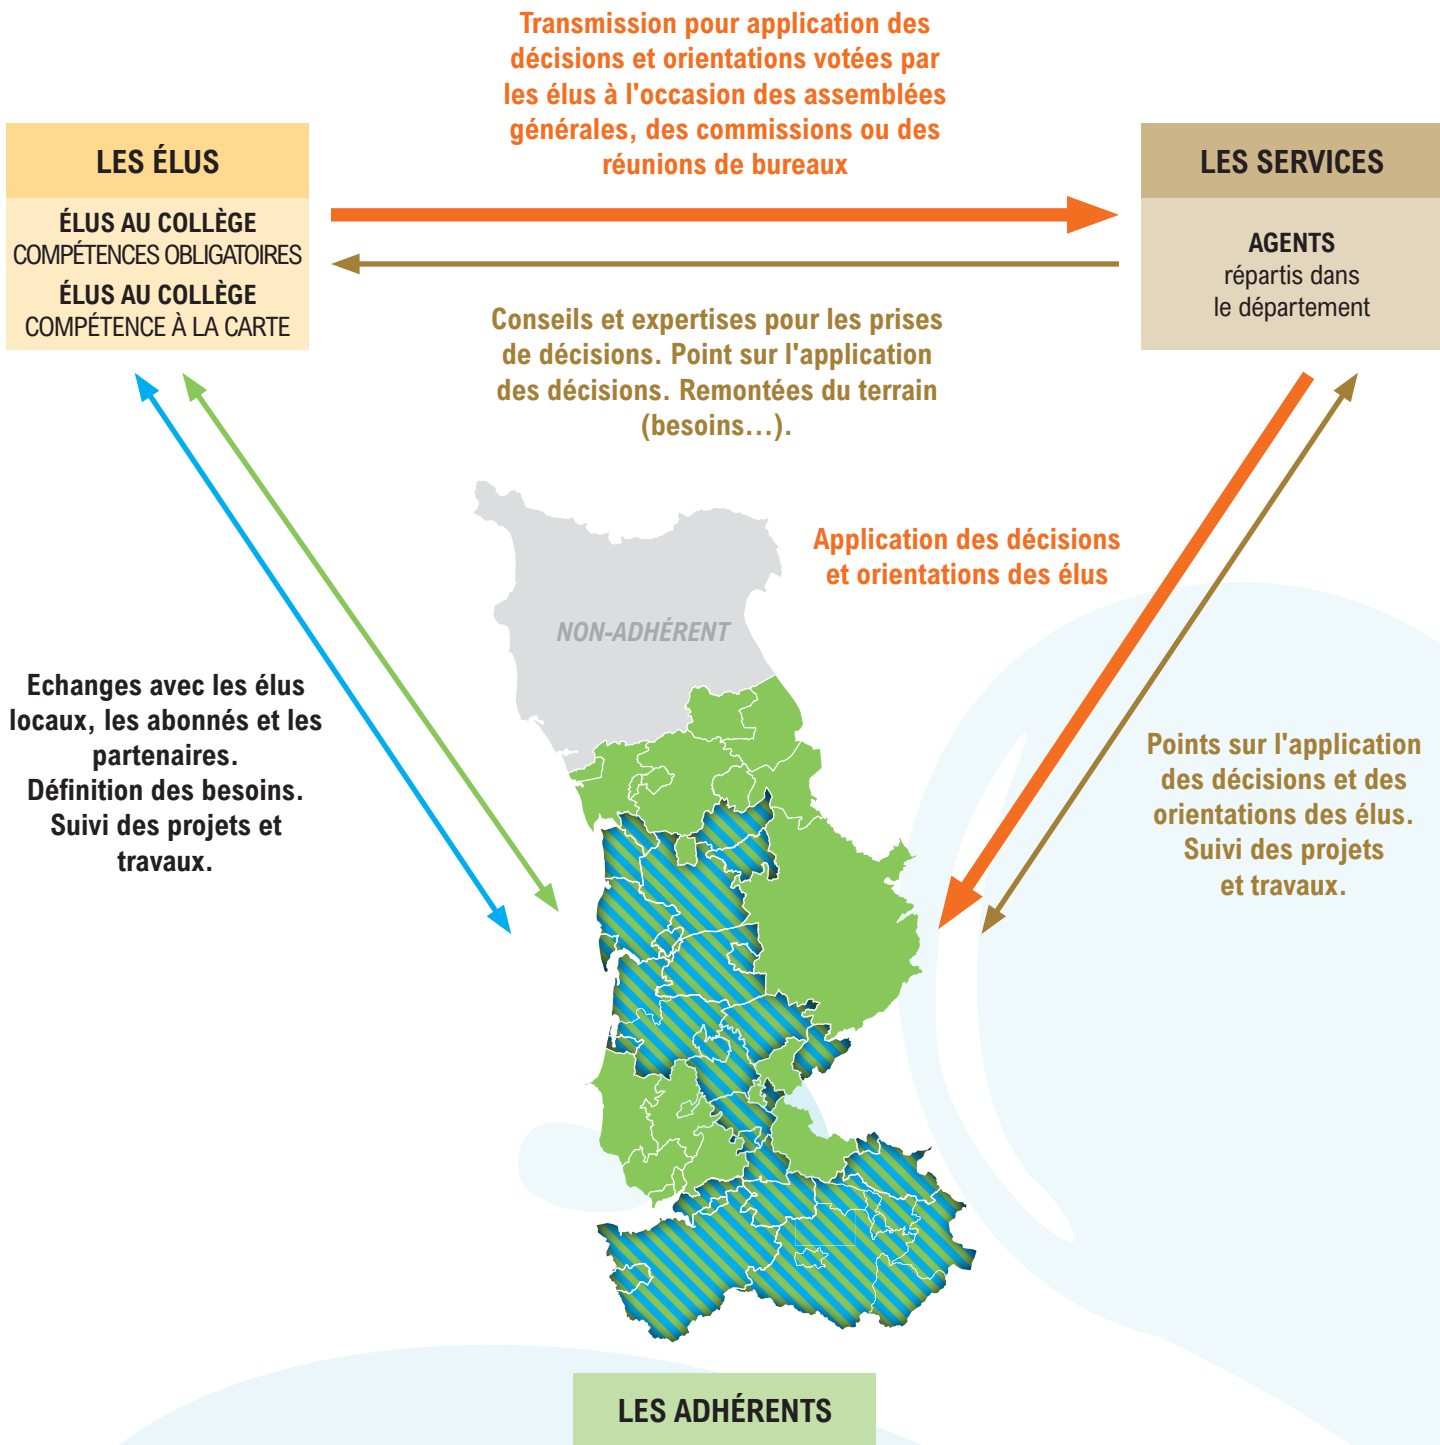 Transmission pour application des
décisions et orientations votées par
les élus à l'occasion des assemblées
générales, des commissions ou des
réunions de bureaux
LES ÉLUS
ÉLUS AU COLLÈGE
COMPÉTENCES OBLIGATOIRES
ÉLUS AU COLLÈGE
COMPÉTENCE À LA CARTE
LES SERVICES
AGENTS
répartis dans
le département
Conseils et expertises pour les prises
de décisions. Point sur l'application
des décisions. Remontées du terrain
(besoins...).
Application des décisions
et orientations des élus
NON-ADHÉRENT
Echanges avec les élus
locaux, les abonnés et les
partenaires.
Définition des besoins.
Suivi des projets et
travaux.
Points sur l'application
des décisions et des
orientations des élus.
Suivi des projets
et travaux.
LES ADHÉRENTS